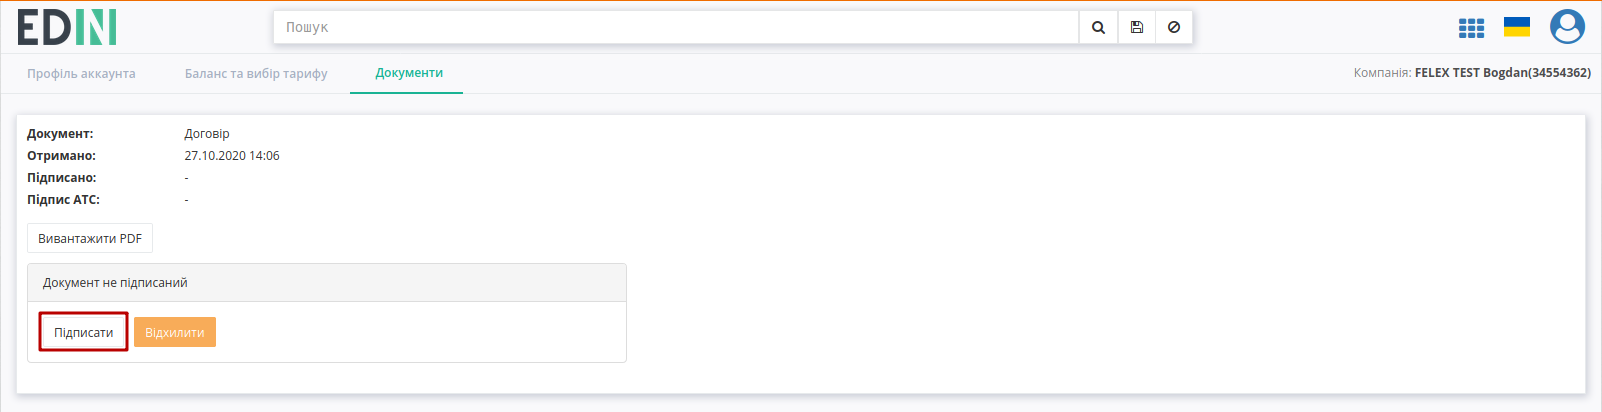 EDIN
Пошук
Профіль аккаунта Баланс та вибір тарифу Документи Компанія: FELEX TEST Bogdan(34554362)
Документ: Договір
Отримано: 27.10.2020 14:06
Підписано: -
Підпис АТС: -
Вивантажити PDF
Документ не підписаний
Підписати Відхилити